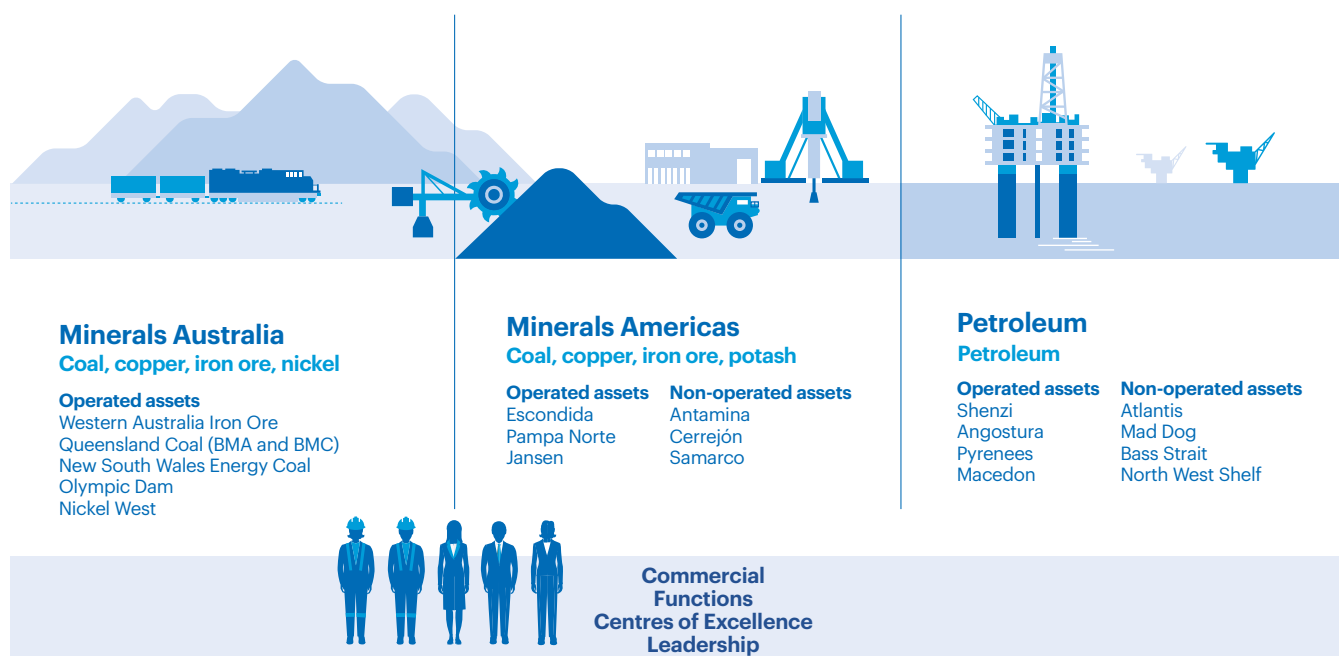 Minerals Australia
Coal, copper, iron ore, nickel
Operated assets
Western Australia Iron Ore
Queensland Coal (BMA and BMC)
New South Wales Energy Coal
Olympic Dam
Nickel West
Minerals Americas
Coal, copper, iron ore, potash
Operated assets
Escondida
Pampa Norte
Jansen
Non-operated assets
Antamina
Cerrejón
Samarco
Petroleum
Petroleum
Operated assets
Shenzi
Angostura
Pyrenees
Macedon
Non-operated assets
Atlantis
Mad Dog
Bass Strait
North West Shelf
Commercial
Functions
Centres of Excellence
Leadership